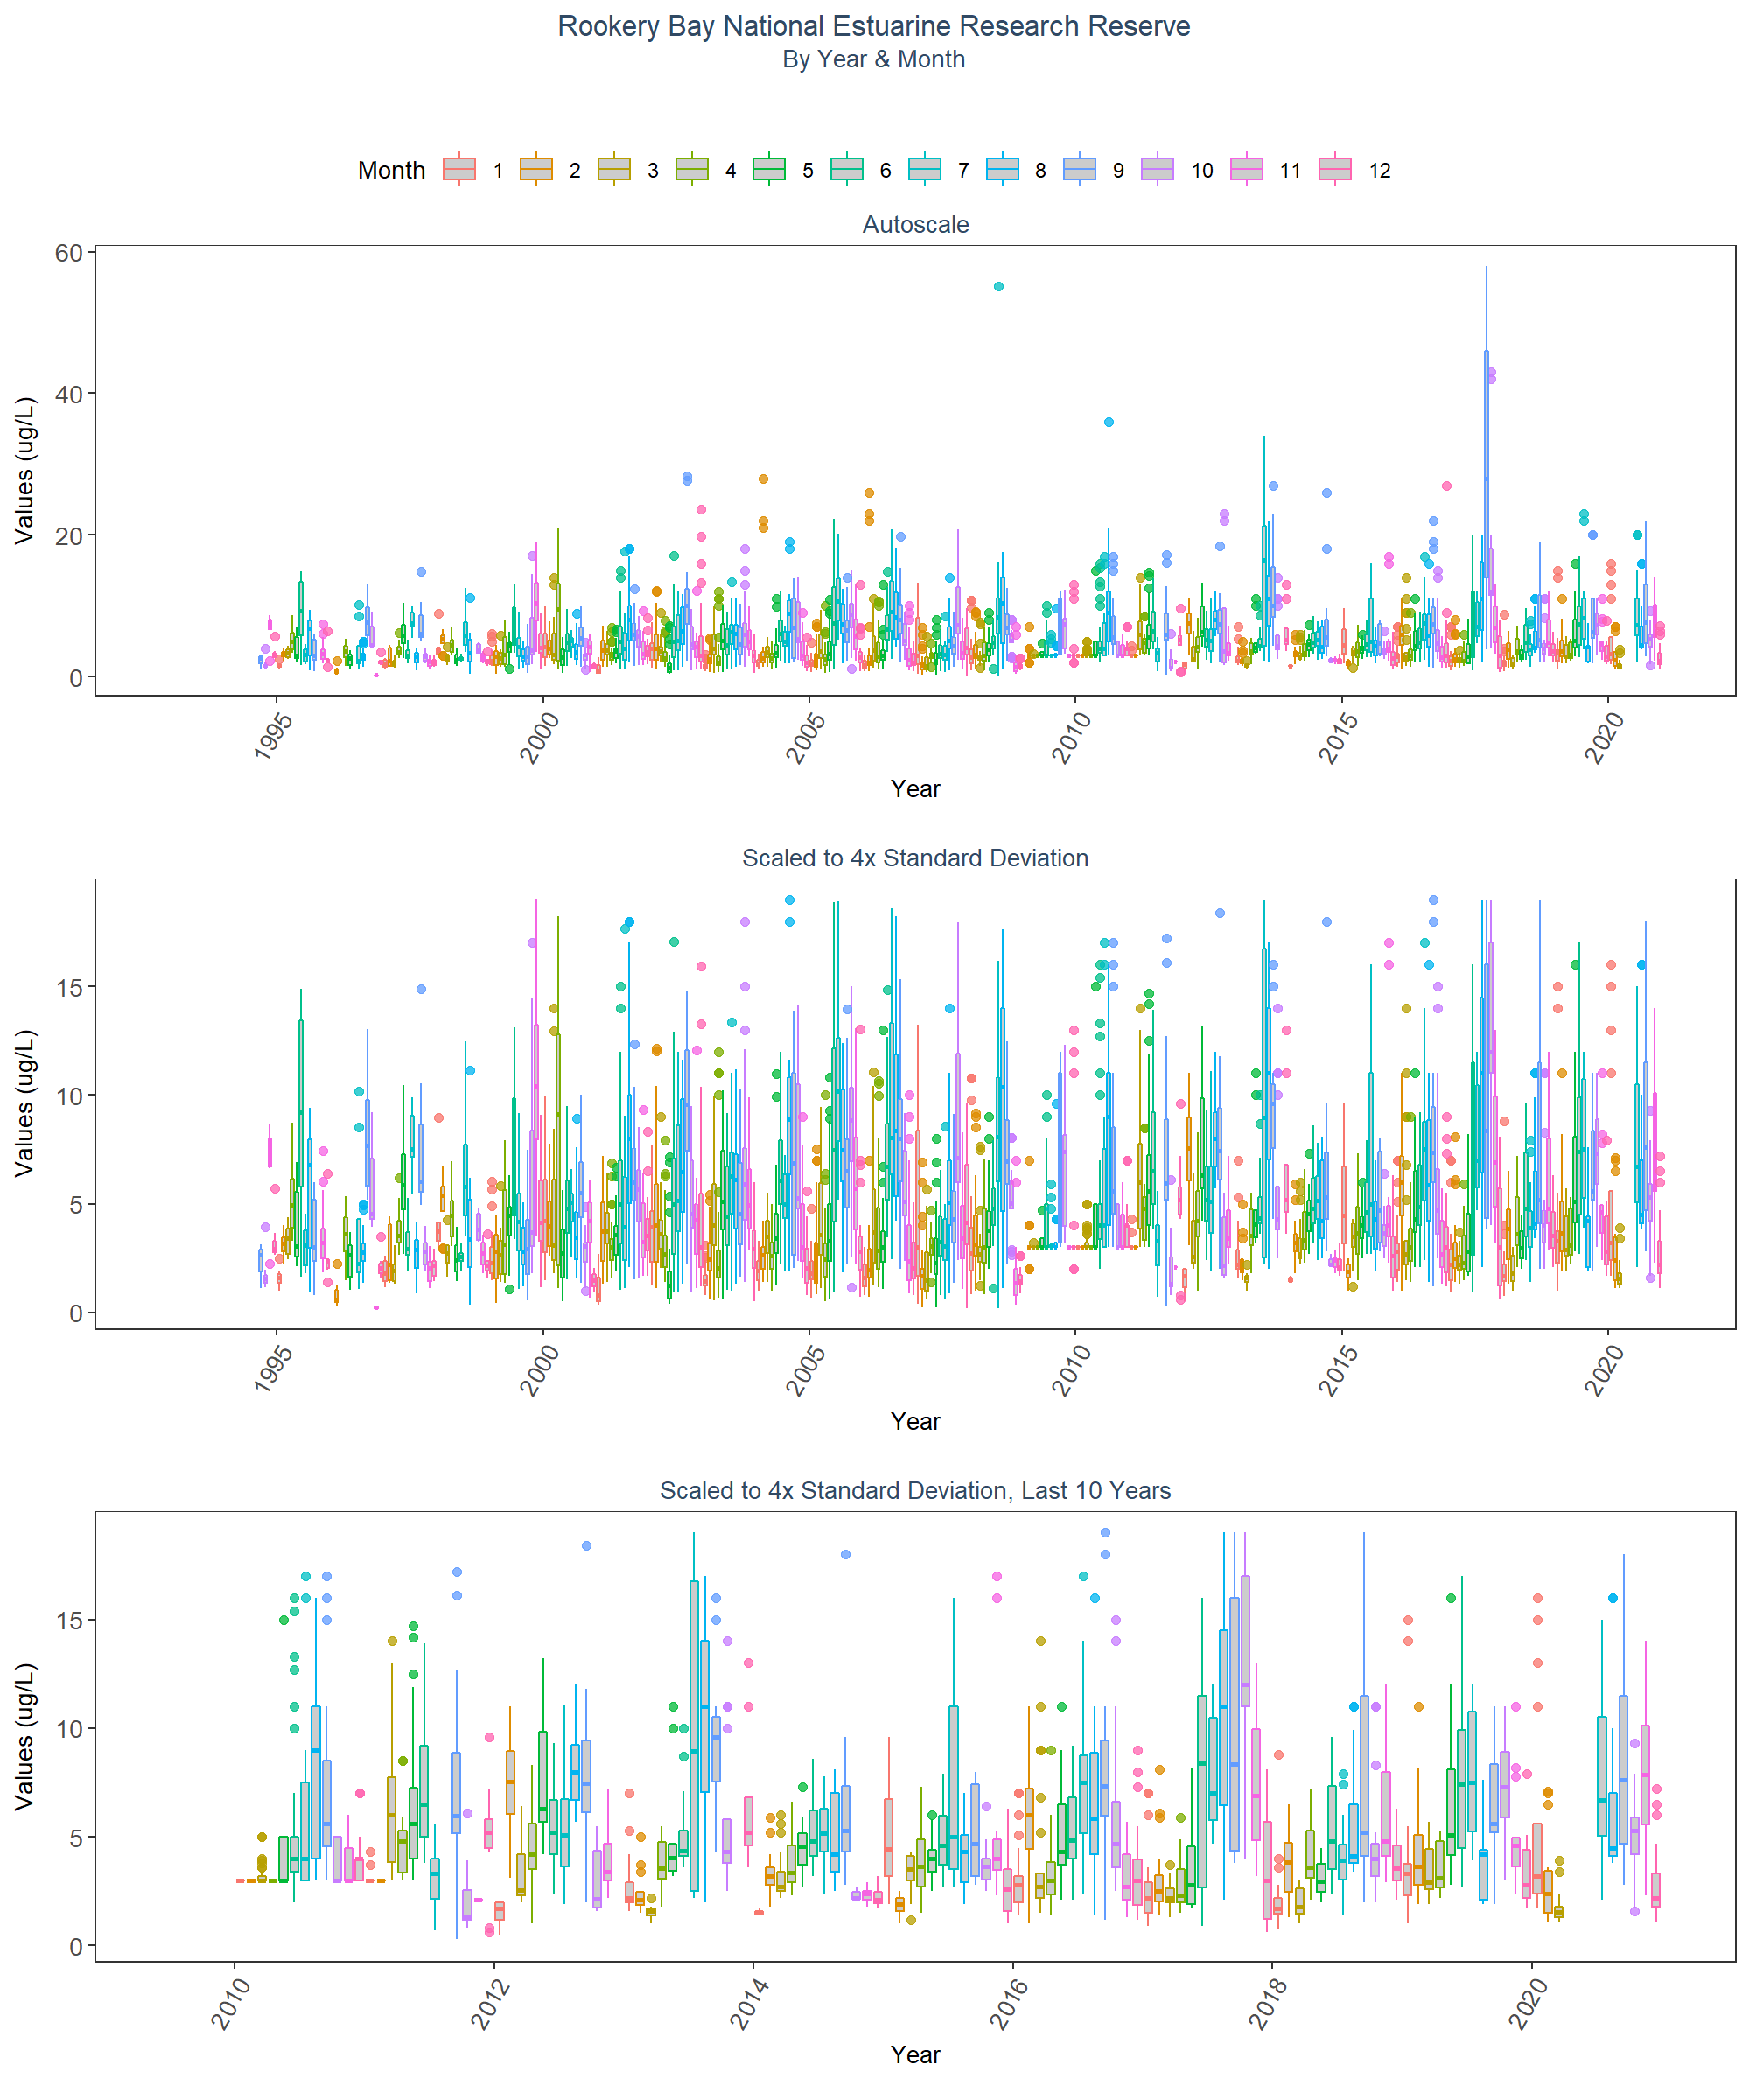 Rookery Bay National Estuarine Research Reserve
By Year & Month
Month 1 2 3 4 5 6 7 8 9 10 11 12
Autoscale
Values (ug/L)
60
40
20
0
1995 2000 2005 2010 2015 2020
Year
Scaled to 4x Standard Deviation
Values (ug/L)
15
10
5
0
1995 2000 2005 2010 2015 2020
Year
Scaled to 4x Standard Deviation, Last 10 Years
Values (ug/L)
15
10
5
0
2010 2012 2014 2016 2018 2020
Year